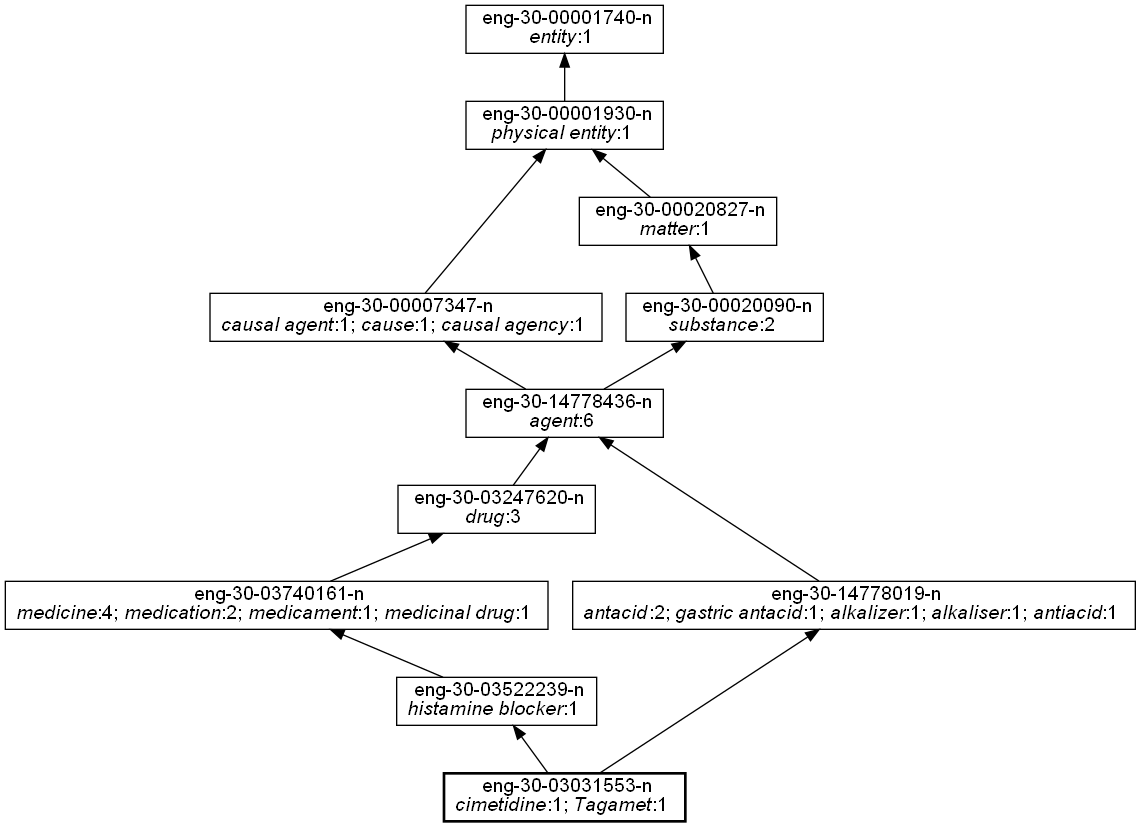 eng-30-00001740-n
entity:1
eng-30-00001930-n
physical entity:1
eng-30-00020827-n
matter:1
eng-30-00007347-n
causal agent:1; cause:1; causal agency:1
eng-30-00020090-n
substance:2
eng-30-14778436-n
agent:6
eng-30-03247620-n
drug:3
eng-30-03740161-n
medicine:4; medication:2; medicament:1; medicinal drug:1
eng-30-14778019-n
antacid:2; gastric antacid:1; alkalizer:1; alkaliser:1; antiacid:1
eng-30-03522239-n
histamine blocker:1
eng-30-03031553-n
cimetidine:1; Tagamet:1